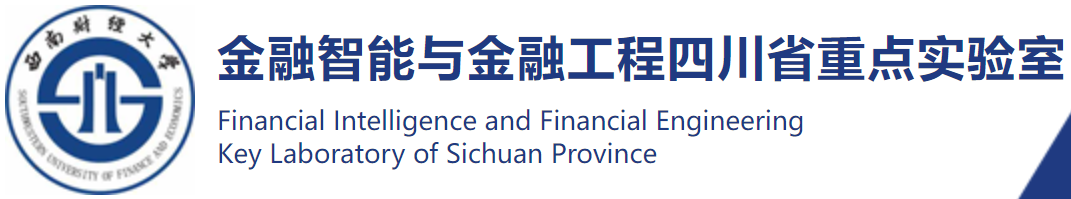 西南财经大学
SOUTHWESTERN UNIVERSITY OF FINANCE AND ECONOMICS
金融智能与金融工程四川省重点实验室
Financial Intelligence and Financial Engineering
Key Laboratory of Sichuan Province